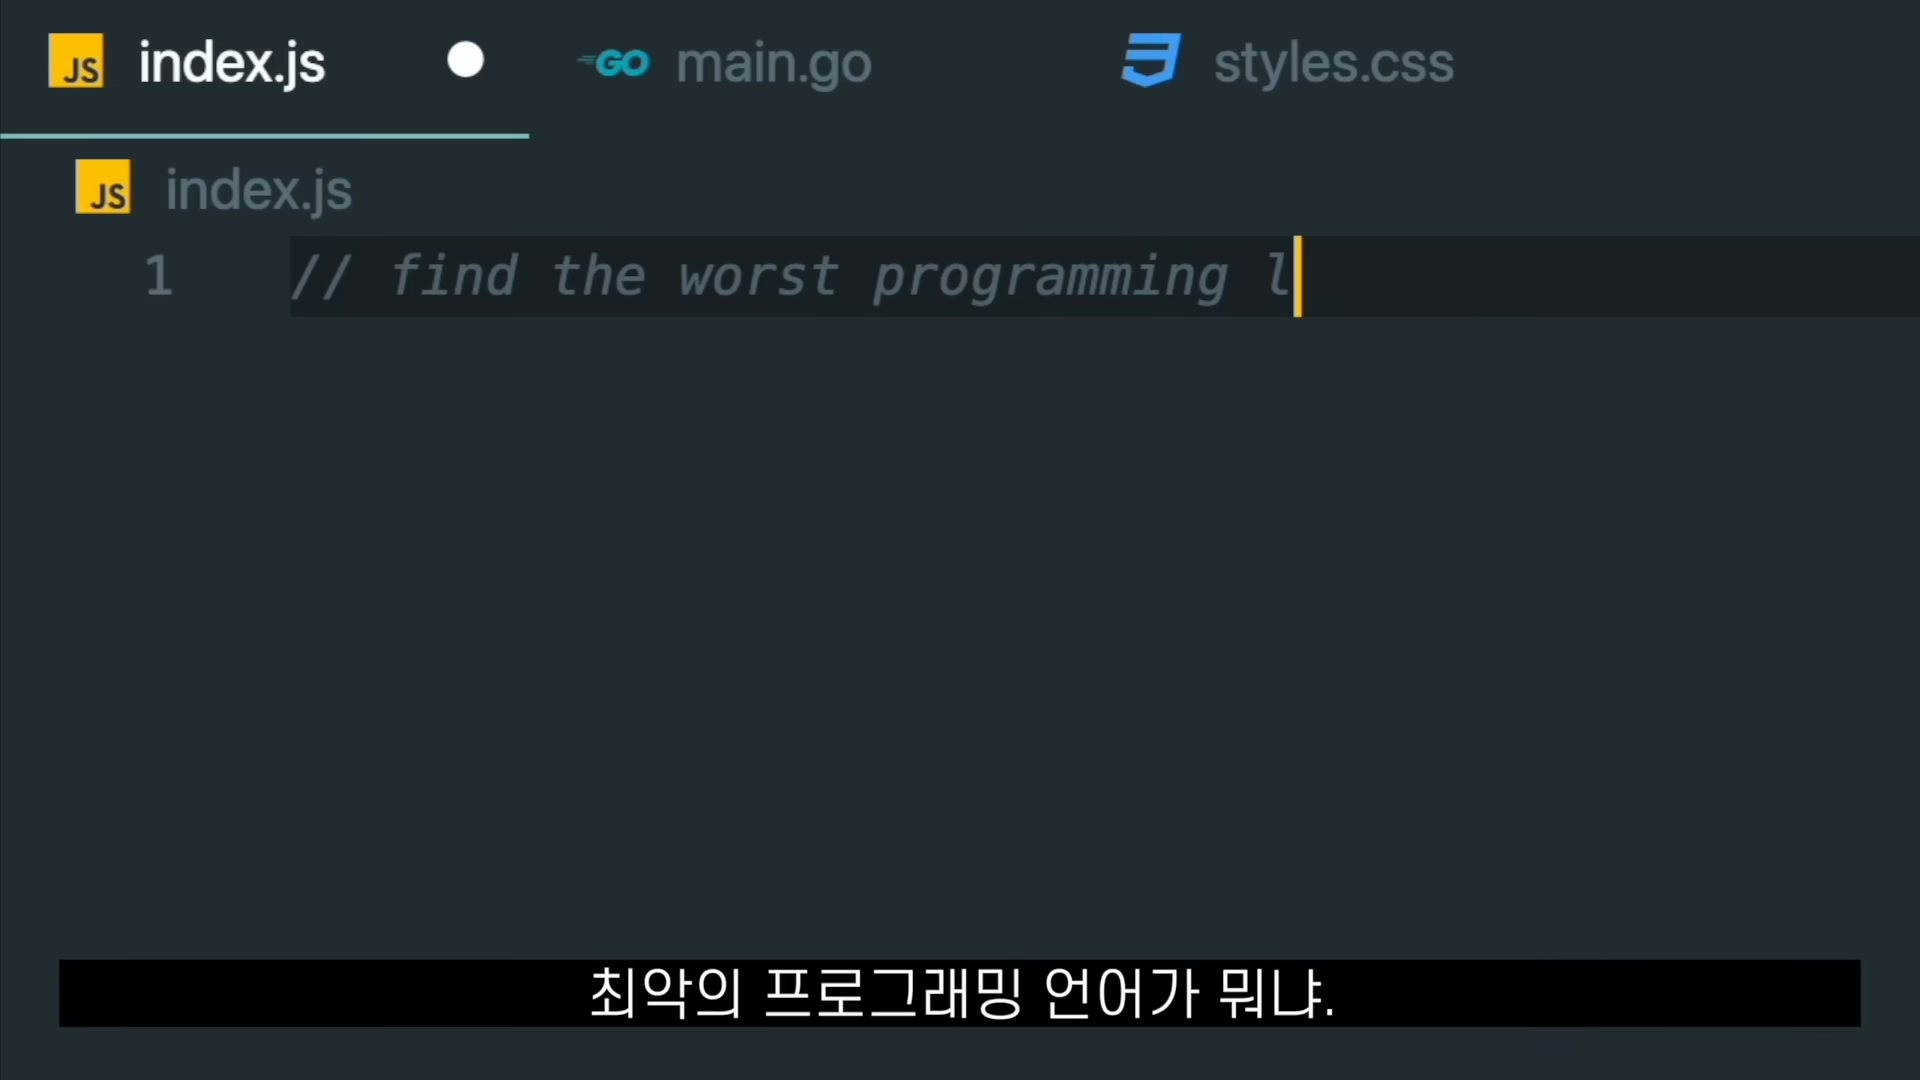 JS index.js GO main.go styles.css
JS index.js
1 // find the worst programming l
최악의 프로그래밍 언어가 뭐냐.